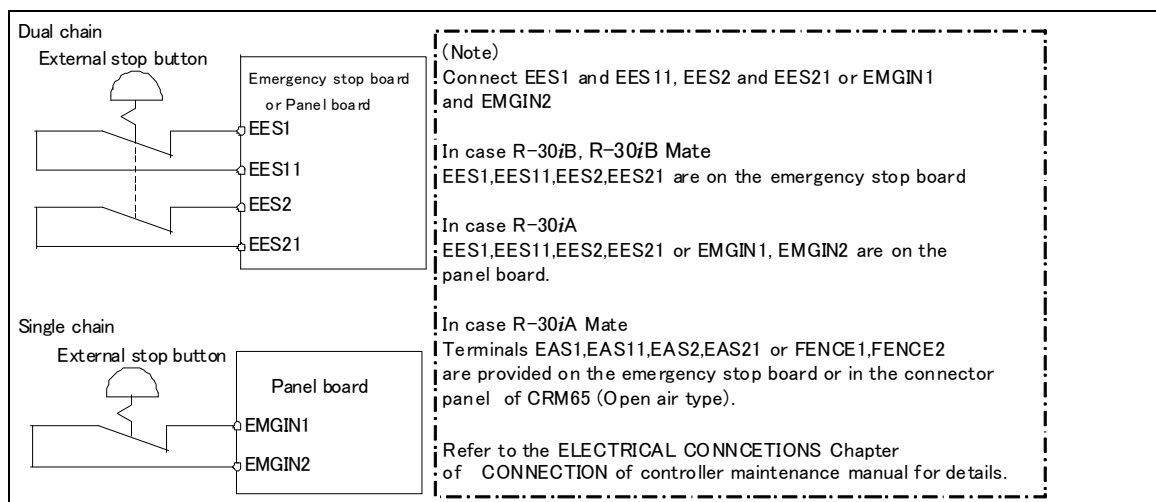 Dual chain
External stop button
Emergency stop board
or Panel board
EES1
EES11
EES2
EES21
Single chain
External stop button
Panel board
EMGIN1
EMGIN2
(Note)
Connect EES1 and EES11, EES2 and EES21 or EMGIN1
and EMGIN2
In case R-30iB, R-30iB Mate
EES1,EES11,EES2,EES21 are on the emergency stop board
In case R-30iA
EES1,EES11,EES2,EES21 or EMGIN1, EMGIN2 are on the
panel board.
In case R-30iA Mate
Terminals EAS1,EAS11,EAS2,EAS21 or FENCE1,FENCE2
are provided on the emergency stop board or in the connector
panel of CRM65 (Open air type).
Refer to the ELECTRICAL CONNCETIONS Chapter
of CONNECTION of controller maintenance manual for details.